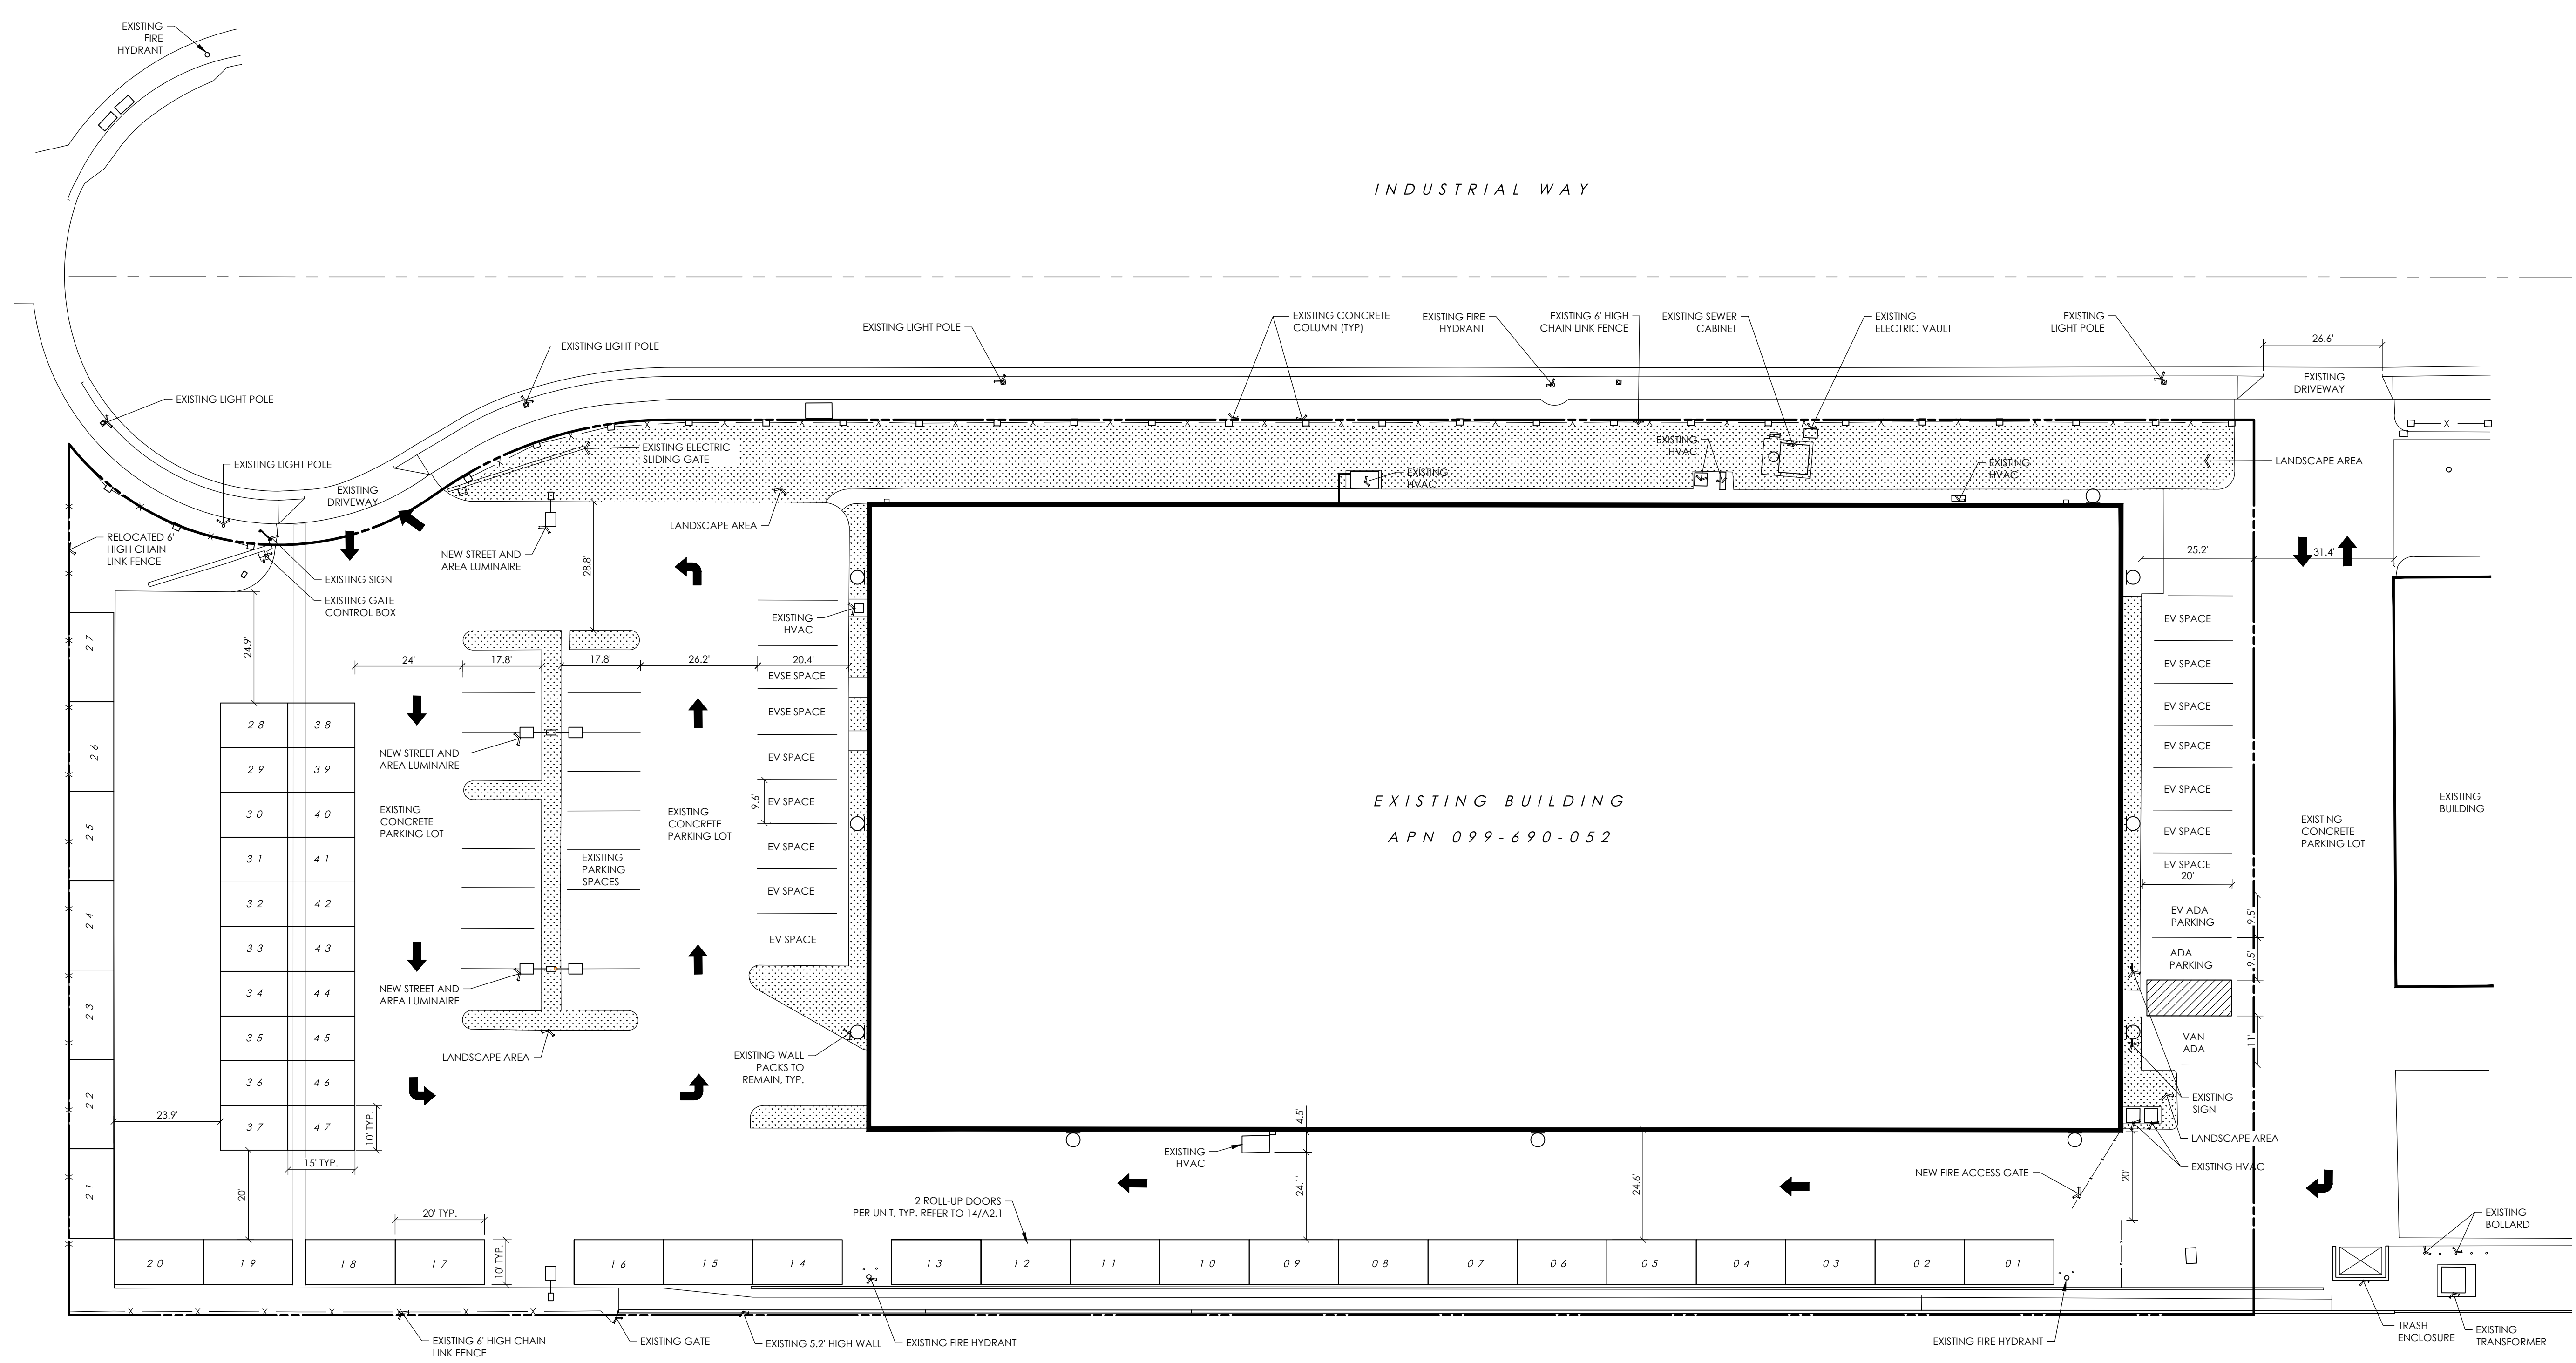 EXISTING
FIRE
HYDRANT
INDUSTRIAL WAY
EXISTING CONCRETE
COLUMN (TYP)
EXISTING FIRE
HYDRANT
EXISTING 6' HIGH
CHAIN LINK FENCE
EXISTING SEWER
CABINET
EXISTING
ELECTRIC VAULT
EXISTING
LIGHT POLE
EXISTING LIGHT POLE
EXISTING LIGHT POLE
26.6'
EXISTING
DRIVEWAY
EXISTING LIGHT POLE
EXISTING LIGHT POLE
EXISTING
DRIVEWAY
EXISTING ELECTRIC
SLIDING GATE
EXISTING
HVAC
EXISTING
HVAC
EXISTING
HVAC
LANDSCAPE AREA
RELOCATED 6'
HIGH CHAIN
LINK FENCE
EXISTING SIGN
EXISTING GATE
CONTROL BOX
NEW STREET AND
AREA LUMINAIRE
LANDSCAPE AREA
28.8'
EXISTING
HVAC
25.2'
31.4'
24.9'
24'
17.8'
17.8'
26.2'
20.4'
EVSE SPACE
EVSE SPACE
EV SPACE
EV SPACE
9.6'
EV SPACE
EV SPACE
EV SPACE
EV SPACE
EV SPACE
EV SPACE
EV SPACE
EV SPACE
EV SPACE
EV SPACE
20'
EV ADA
PARKING
9.5'
ADA
PARKING
9.5'
VAN
ADA
11'
27
26
25
24
23
22
21
28
38
29
39
30
40
31
41
32
42
33
43
34
44
35
45
36
46
37
47
NEW STREET AND
AREA LUMINAIRE
EXISTING
CONCRETE
PARKING LOT
EXISTING
CONCRETE
PARKING LOT
EXISTING
PARKING
SPACES
NEW STREET AND
AREA LUMINAIRE
LANDSCAPE AREA
EXISTING WALL
PACKS TO
REMAIN, TYP.
EXISTING BUILDING
APN 099-690-052
EXISTING
CONCRETE
PARKING LOT
EXISTING
BUILDING
23.9'
10' TYP.
15' TYP.
20'
20' TYP.
10' TYP.
EXISTING
HVAC
4.5'
24.1'
24.6'
2 ROLL-UP DOORS
PER UNIT, TYP. REFER TO 14/A2.1
NEW FIRE ACCESS GATE
20'
EXISTING
SIGN
LANDSCAPE AREA
EXISTING HVAC
EXISTING
BOLLARD
20
19
18
17
16
15
14
13
12
11
10
09
08
07
06
05
04
03
02
01
EXISTING 6' HIGH CHAIN
LINK FENCE
EXISTING GATE
EXISTING 5.2' HIGH WALL
EXISTING FIRE HYDRANT
EXISTING FIRE HYDRANT
TRASH
ENCLOSURE
EXISTING
TRANSFORMER